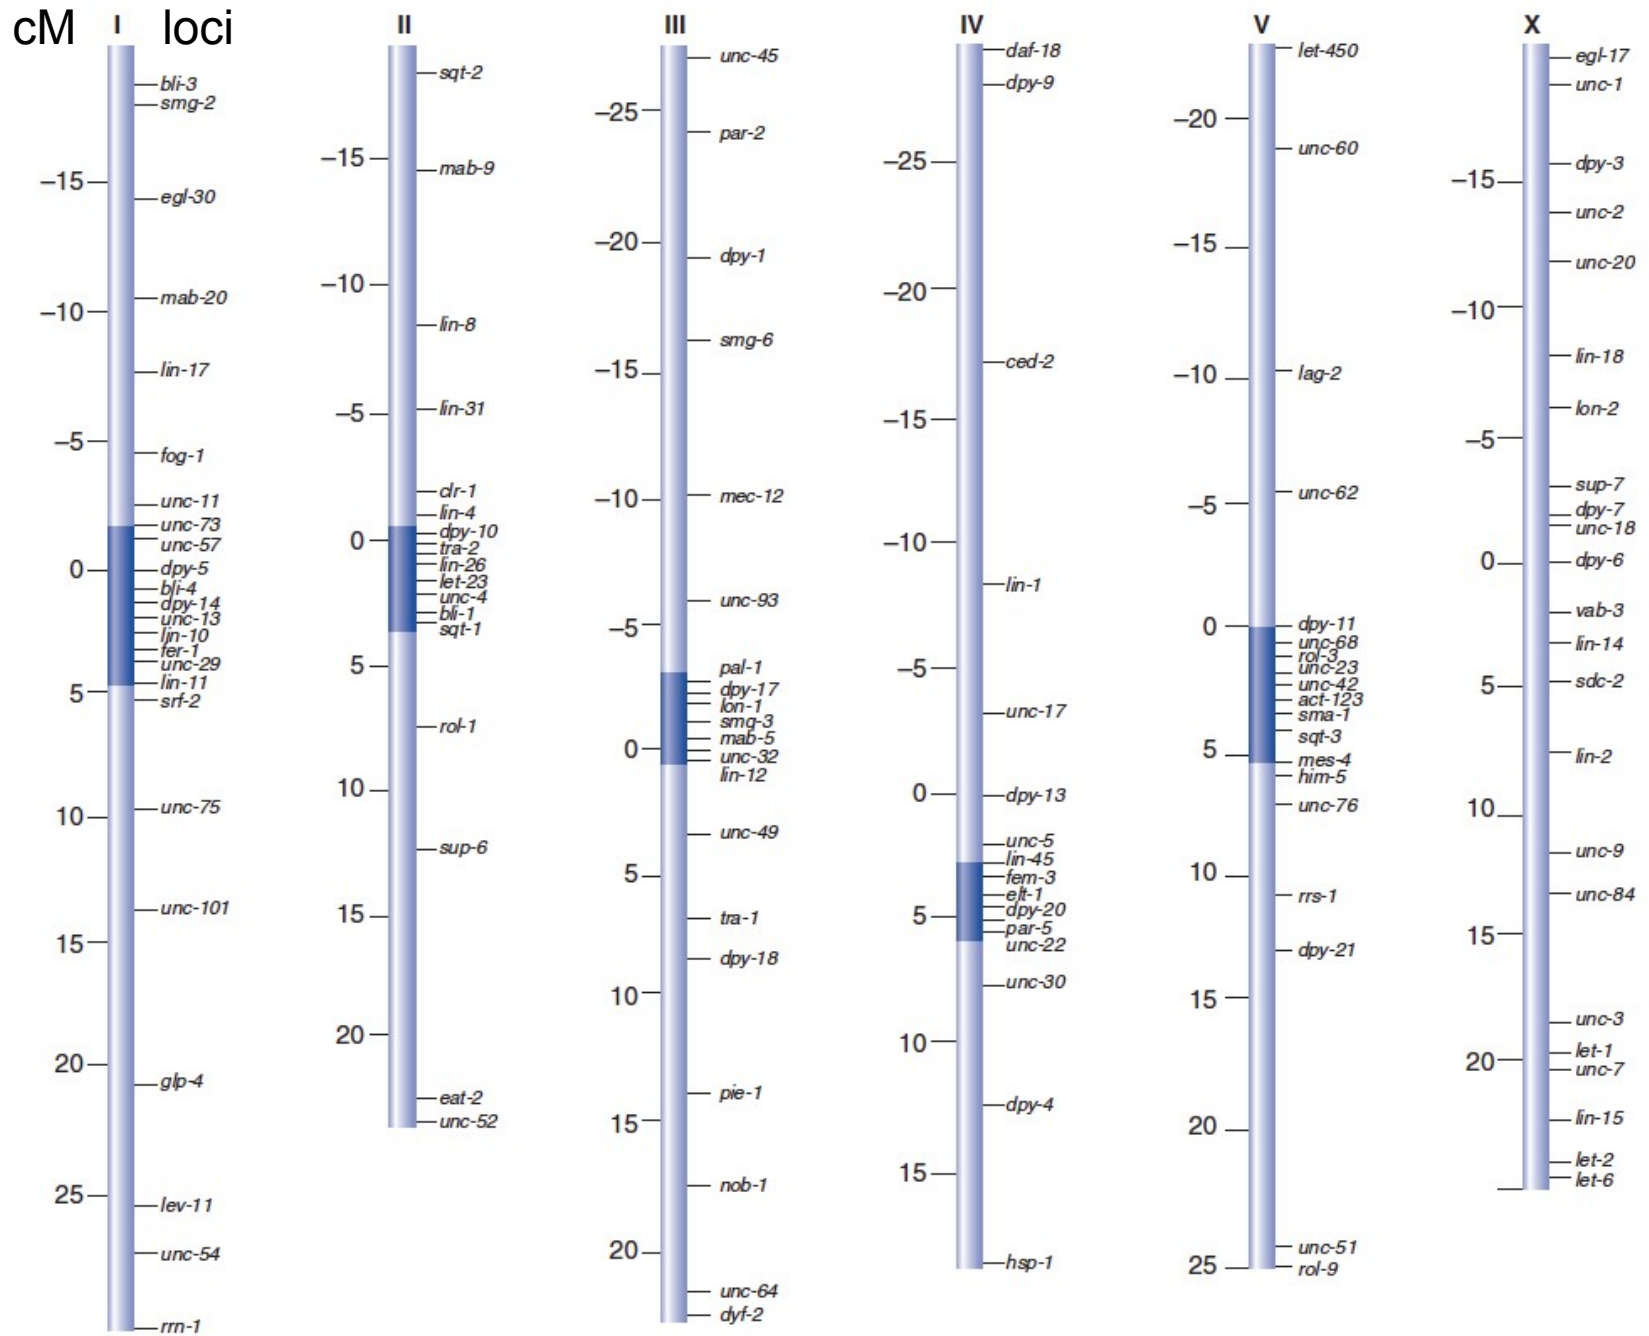 cM I loci II III IV V X
bli-3
smg-2
–15
egl-30
mab-20
–10
lin-17
–5
fog-1
unc-11
unc-73
unc-57
0
dpy-5
bli-4
dpy-14
unc-13
lin-10
fer-1
unc-29
lin-11
5
srf-2
unc-75
10
unc-101
15
20
glp-4
25
lev-11
unc-54
rrn-1
sqt-2
–15
mab-9
–10
lin-8
–5
lin-31
clr-1
lin-4
dpy-10
0
tra-2
lin-26
let-23
unc-4
bli-1
sqt-1
5
rol-1
10
sup-6
15
20
eat-2
unc-52
unc-45
–25
par-2
–20
dpy-1
smg-6
–15
mec-12
–10
unc-93
–5
pal-1
dpy-17
lon-1
smg-3
mab-5
0
unc-32
lin-12
unc-49
5
tra-1
dpy-18
10
pie-1
15
nob-1
20
unc-64
dyf-2
daf-18
dpy-9
–25
–20
ced-2
–15
–10
lin-1
–5
unc-17
0
dpy-13
unc-5
lin-45
fem-3
elt-1
dpy-20
5
par-5
unc-22
unc-30
10
dpy-4
15
hsp-1
let-450
–20
unc-60
–15
–10
lag-2
unc-62
–5
0
dpy-11
unc-68
rol-3
unc-23
unc-42
act-123
sma-1
sqt-3
5
mes-4
him-5
unc-76
10
rrs-1
dpy-21
15
20
unc-51
25
rol-9
egl-17
unc-1
dpy-3
–15
unc-2
unc-20
–10
lin-18
lon-2
–5
sup-7
dpy-7
unc-18
0
dpy-6
vab-3
lin-14
5
sdc-2
lin-2
10
unc-9
unc-84
15
unc-3
let-1
20
unc-7
lin-15
let-2
let-6